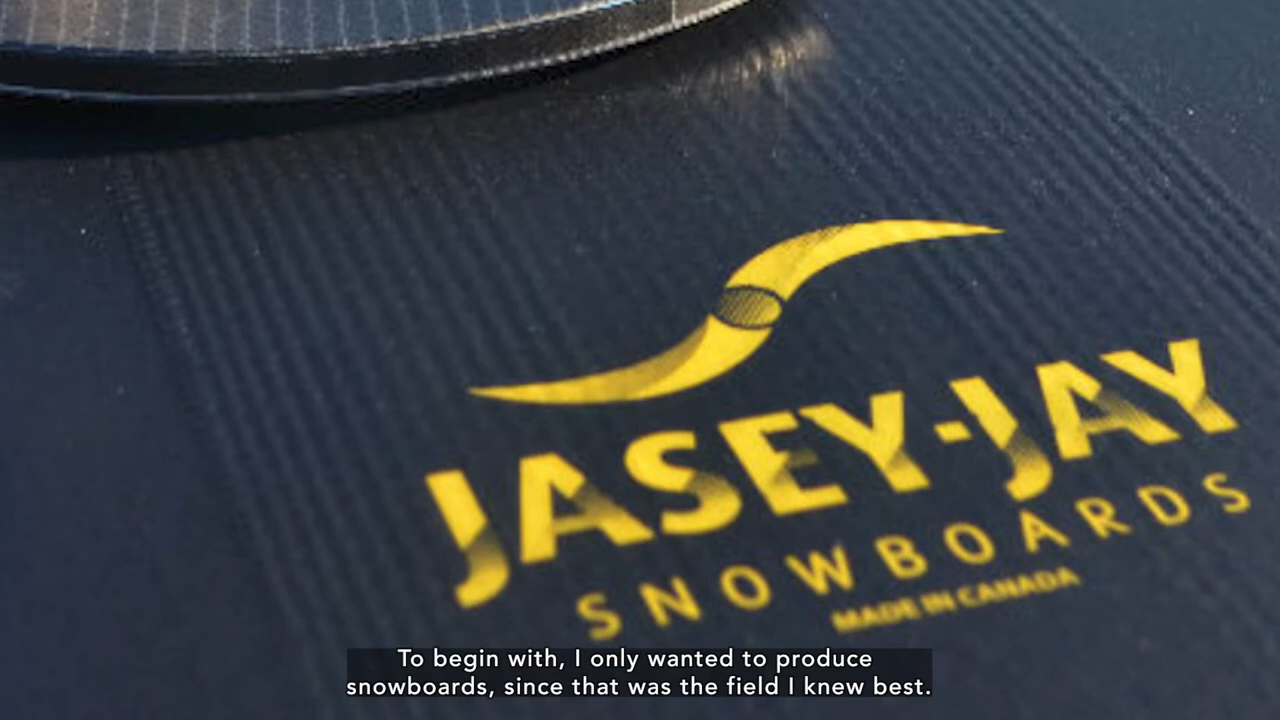 JASEY-JAY
SNOWBOARDS
MADE IN CANADA
To begin with, I only wanted to produce
snowboards, since that was the field I knew best.